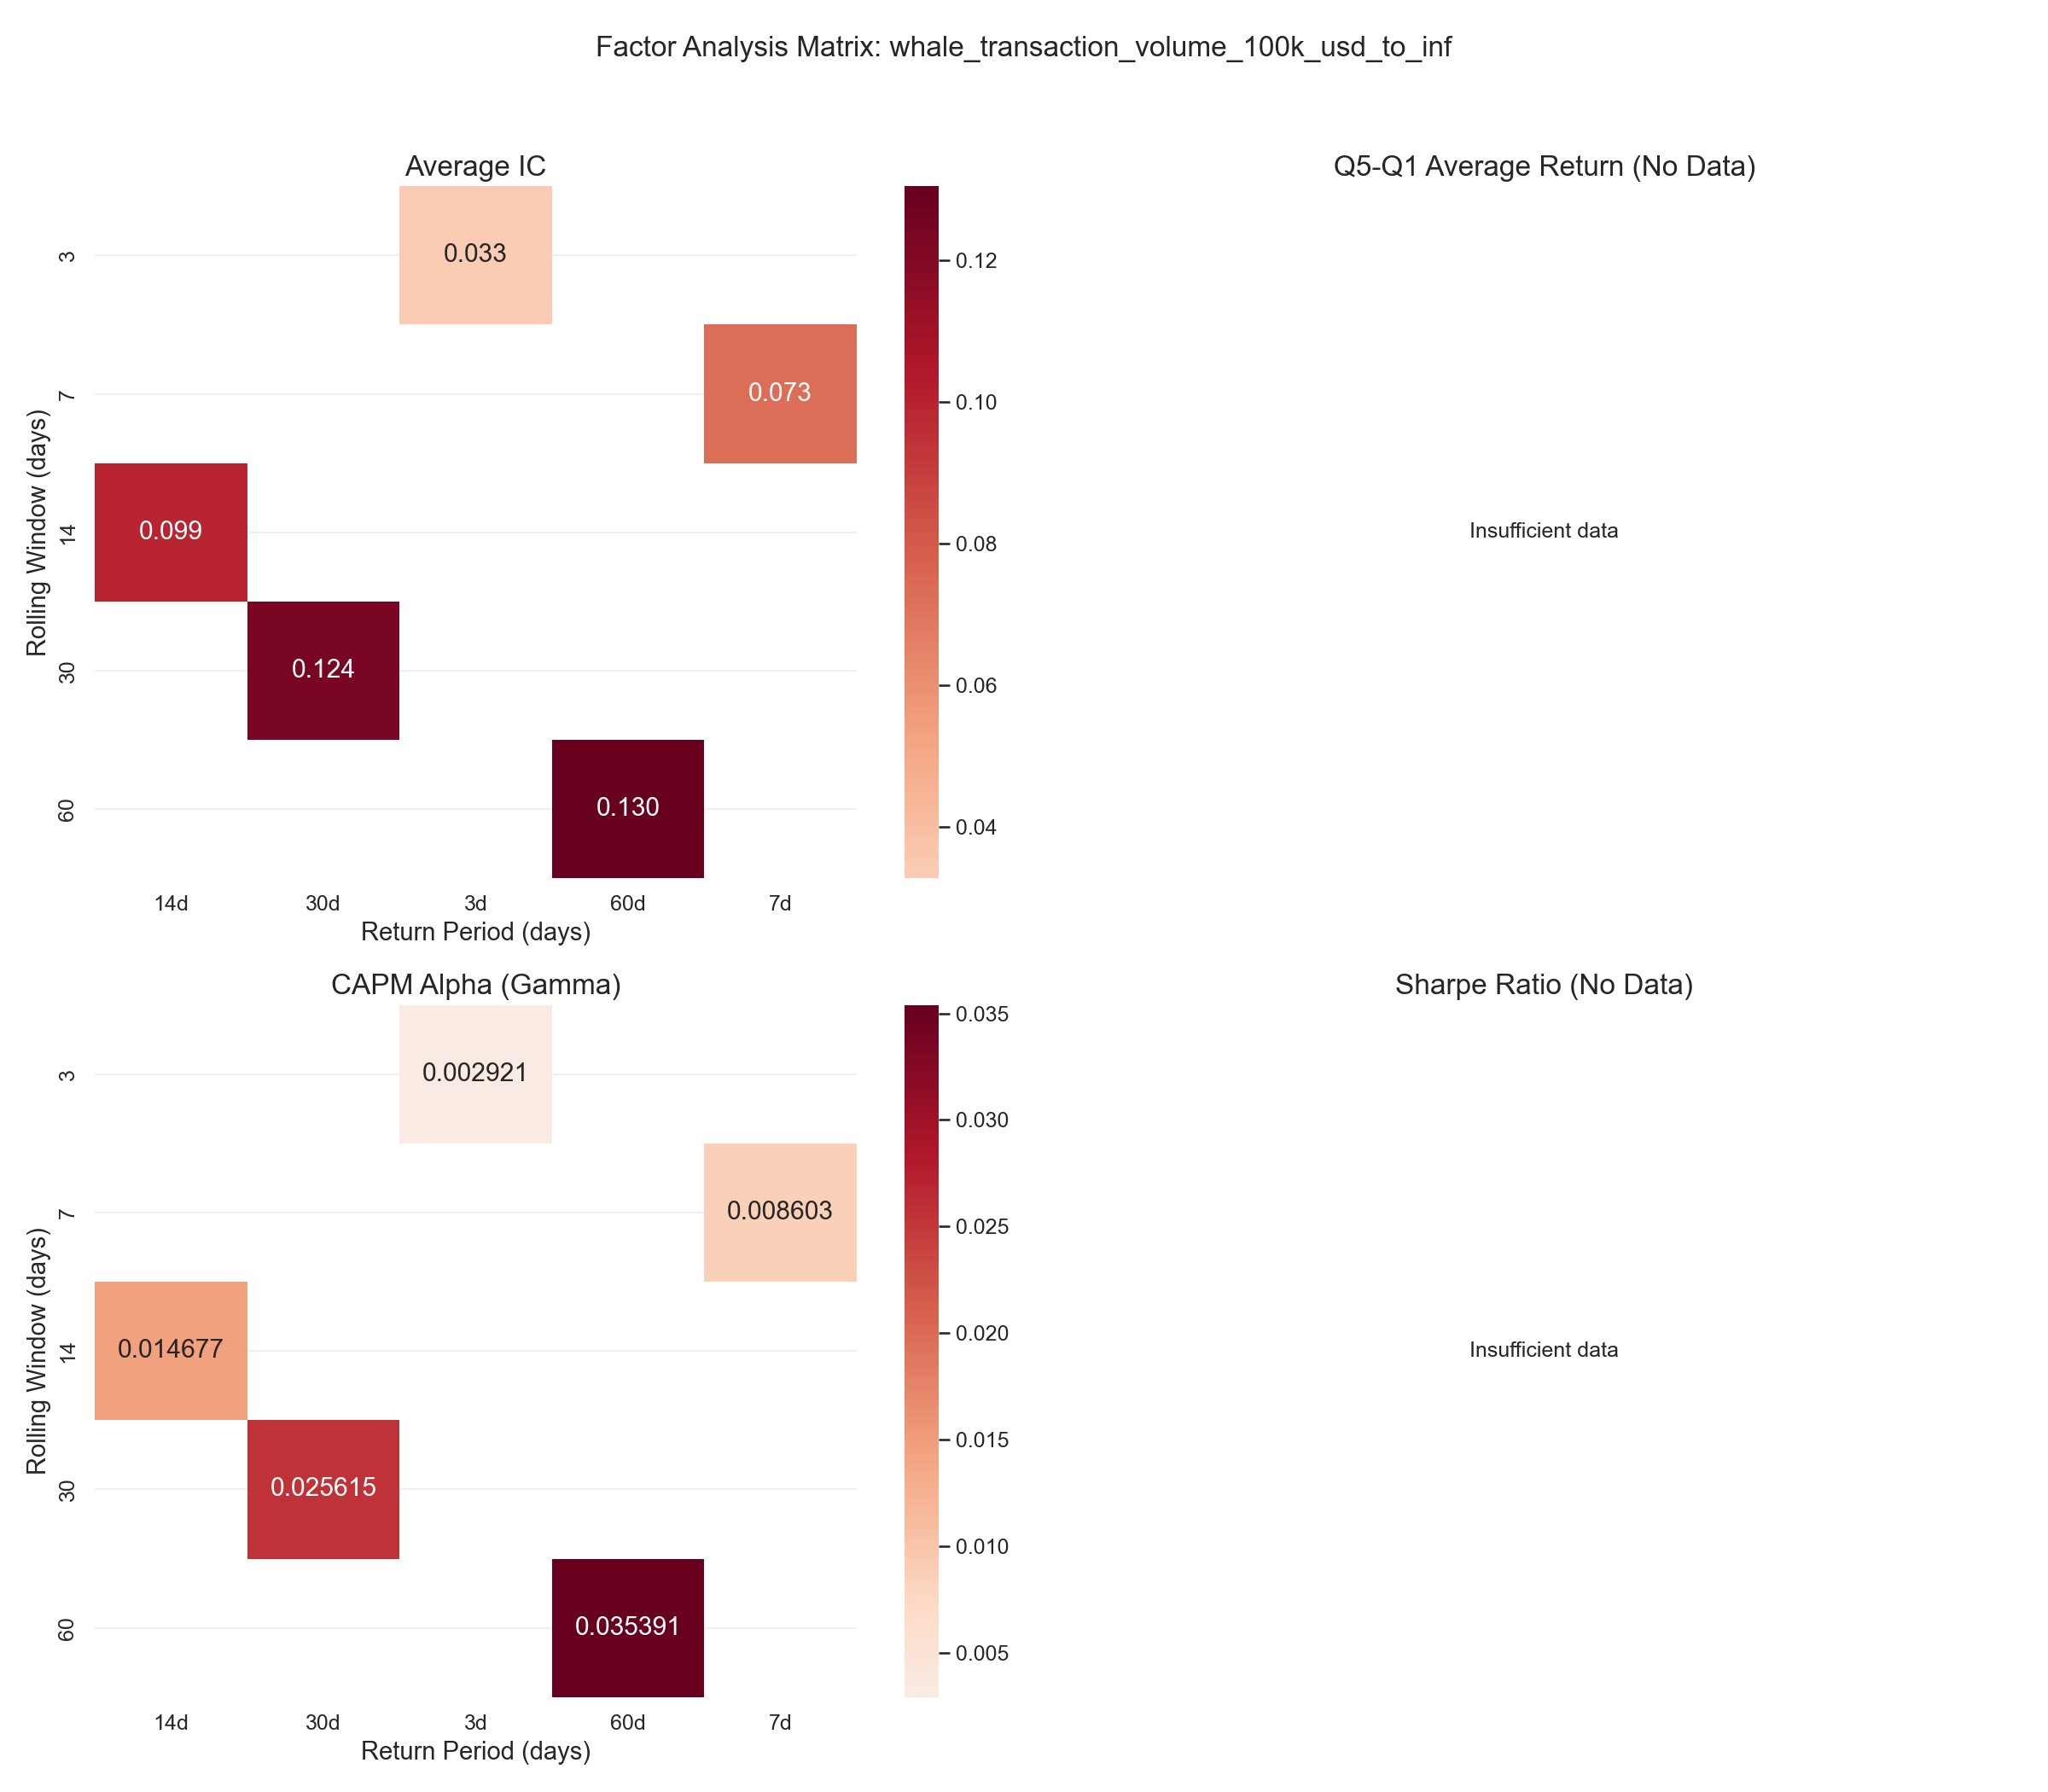 Factor Analysis Matrix: whale_transaction_volume_100k_usd_to_inf
Average IC
Rolling Window (days)
3
7
14
30
60
0.033
0.073
0.099
0.124
0.130
14d 30d 3d 60d 7d
Return Period (days)
0.12
0.10
0.08
0.06
0.04
Q5-Q1 Average Return (No Data)
Insufficient data
CAPM Alpha (Gamma)
Rolling Window (days)
3
7
14
30
60
0.002921
0.008603
0.014677
0.025615
0.035391
14d 30d 3d 60d 7d
Return Period (days)
0.035
0.030
0.025
0.020
0.015
0.010
0.005
Sharpe Ratio (No Data)
Insufficient data